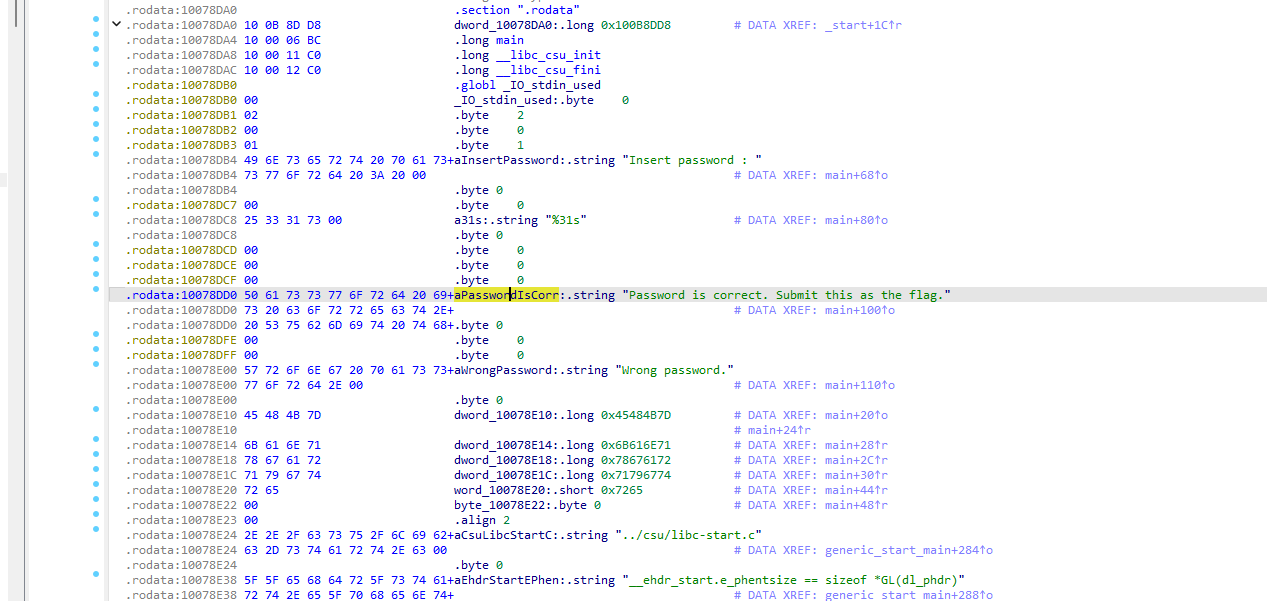 .rodata:10078DA0 .section ".rodata"
.rodata:10078DA0 10 0B 8D D8 dword_10078DA0:.long 0x100B8DD8 # DATA XREF: _start+1C↑r
.rodata:10078DA4 10 00 06 BC .long main
.rodata:10078DA8 10 00 11 C0 .long __libc_csu_init
.rodata:10078DAC 10 00 12 C0 .long __libc_csu_fini
.rodata:10078DB0 .globl _IO_stdin_used
.rodata:10078DB0 00 _IO_stdin_used:.byte 0
.rodata:10078DB1 02 .byte 2
.rodata:10078DB2 00 .byte 0
.rodata:10078DB3 01 .byte 1
.rodata:10078DB4 49 6E 73 65 72 74 20 70 61 73+aInsertPassword:.string "Insert password : "
.rodata:10078DB4 73 77 6F 72 64 20 3A 20 00 # DATA XREF: main+68↑o
.rodata:10078DB4 .byte 0
.rodata:10078DC7 00 .byte 0
.rodata:10078DC8 25 33 31 73 00 a31s:.string "%31s" # DATA XREF: main+80↑o
.rodata:10078DC8 .byte 0
.rodata:10078DCD 00 .byte 0
.rodata:10078DCE 00 .byte 0
.rodata:10078DCF 00 .byte 0
.rodata:10078DD0 50 61 73 73 77 6F 72 64 20 69+aPasswordIsCorr:.string "Password is correct. Submit this as the flag."
.rodata:10078DD0 73 20 63 6F 72 72 65 63 74 2E+ # DATA XREF: main+100↑o
.rodata:10078DD0 20 53 75 62 6D 69 74 20 74 68+.byte 0
.rodata:10078DFE 00 .byte 0
.rodata:10078DFF 00 .byte 0
.rodata:10078E00 57 72 6F 6E 67 20 70 61 73 73+aWrongPassword:.string "Wrong password."
.rodata:10078E00 77 6F 72 64 2E 00 # DATA XREF: main+110↑o
.rodata:10078E00 .byte 0
.rodata:10078E10 45 48 4B 7D dword_10078E10:.long 0x45484B7D # DATA XREF: main+20↑o
.rodata:10078E10 # main+24↑r
.rodata:10078E14 6B 61 6E 71 dword_10078E14:.long 0x6B616E71 # DATA XREF: main+28↑r
.rodata:10078E18 78 67 61 72 dword_10078E18:.long 0x78676172 # DATA XREF: main+2C↑r
.rodata:10078E1C 71 79 67 74 dword_10078E1C:.long 0x71796774 # DATA XREF: main+30↑r
.rodata:10078E20 72 65 word_10078E20:.short 0x7265 # DATA XREF: main+44↑r
.rodata:10078E22 00 byte_10078E22:.byte 0 # DATA XREF: main+48↑r
.rodata:10078E23 00 .align 2
.rodata:10078E24 2E 2E 2F 63 73 75 2F 6C 69 62+aCsuLibcStartC:.string "../csu/libc-start.c"
.rodata:10078E24 63 2D 73 74 61 72 74 2E 63 00 # DATA XREF: generic_start_main+284↑o
.rodata:10078E24 .byte 0
.rodata:10078E38 5F 5F 65 68 64 72 5F 73 74 61+aEhdrStartEPhen:.string "__ehdr_start.e_phentsize == sizeof *GL(dl_phdr)"
.rodata:10078E38 72 74 2E 65 5F 70 68 65 6E 74+ # DATA XREF: generic_start_main+288↑o